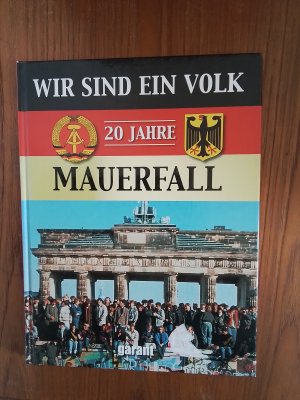 WIR SIND EIN VOLK
20 JAHRE
MAUERFALL
garant